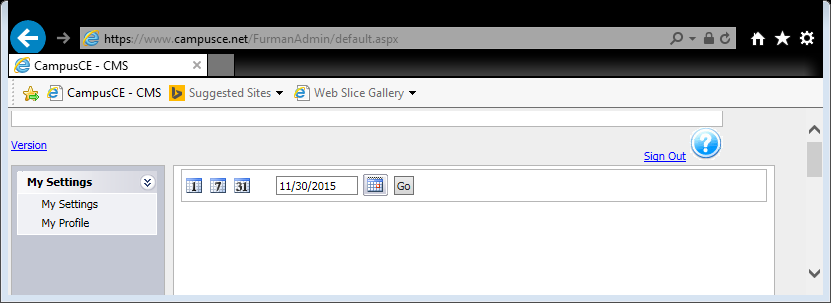 https://www.campusce.net/FurmanAdmin/default.aspx
CampusCE - CMS
CampusCE - CMS Suggested Sites Web Slice Gallery
Version
Sign Out ?
My Settings
1 7 31 11/30/2015 Go
My Settings
My Profile